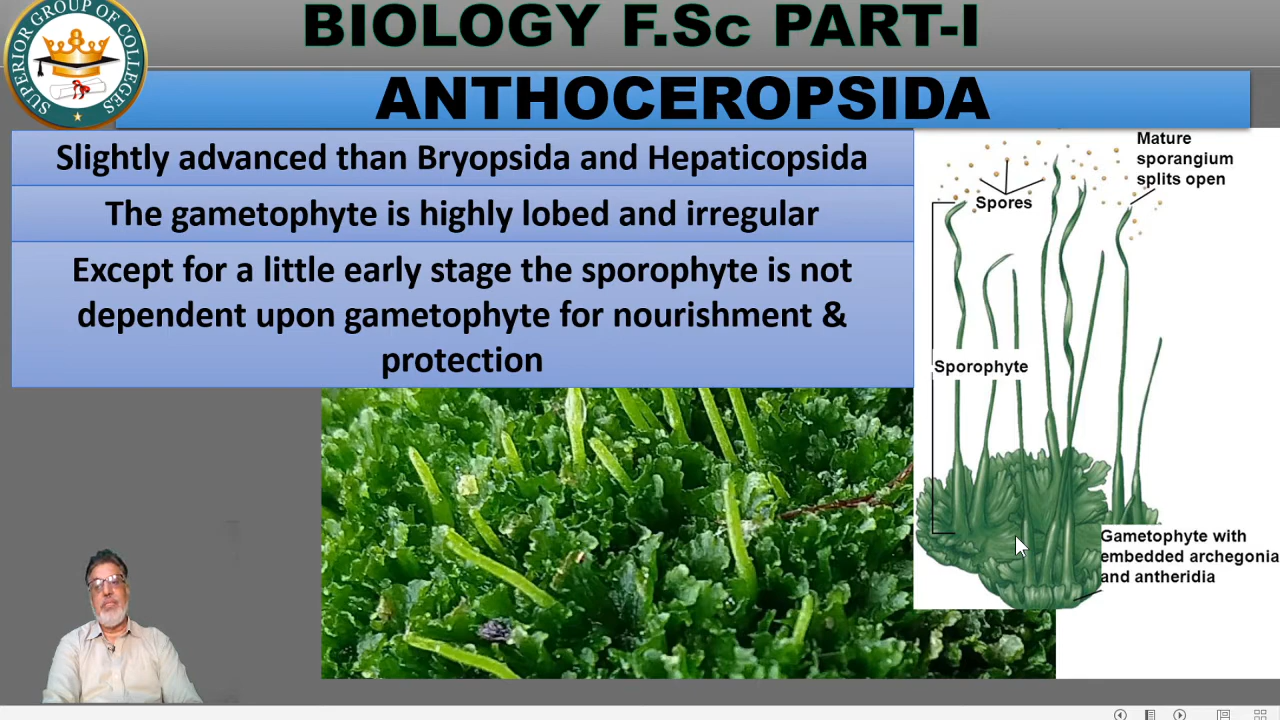 SUPERIOR GROUP OF COLLEGES
BIOLOGY F.Sc PART-I
ANTHOCEROPSIDA
Slightly advanced than Bryopsida and Hepaticopsida
The gametophyte is highly lobed and irregular
Except for a little early stage the sporophyte is not
dependent upon gametophyte for nourishment &
protection
Mature
sporangium
splits open
Spores
Sporophyte
Gametophyte with
embedded archegonia
and antheridia